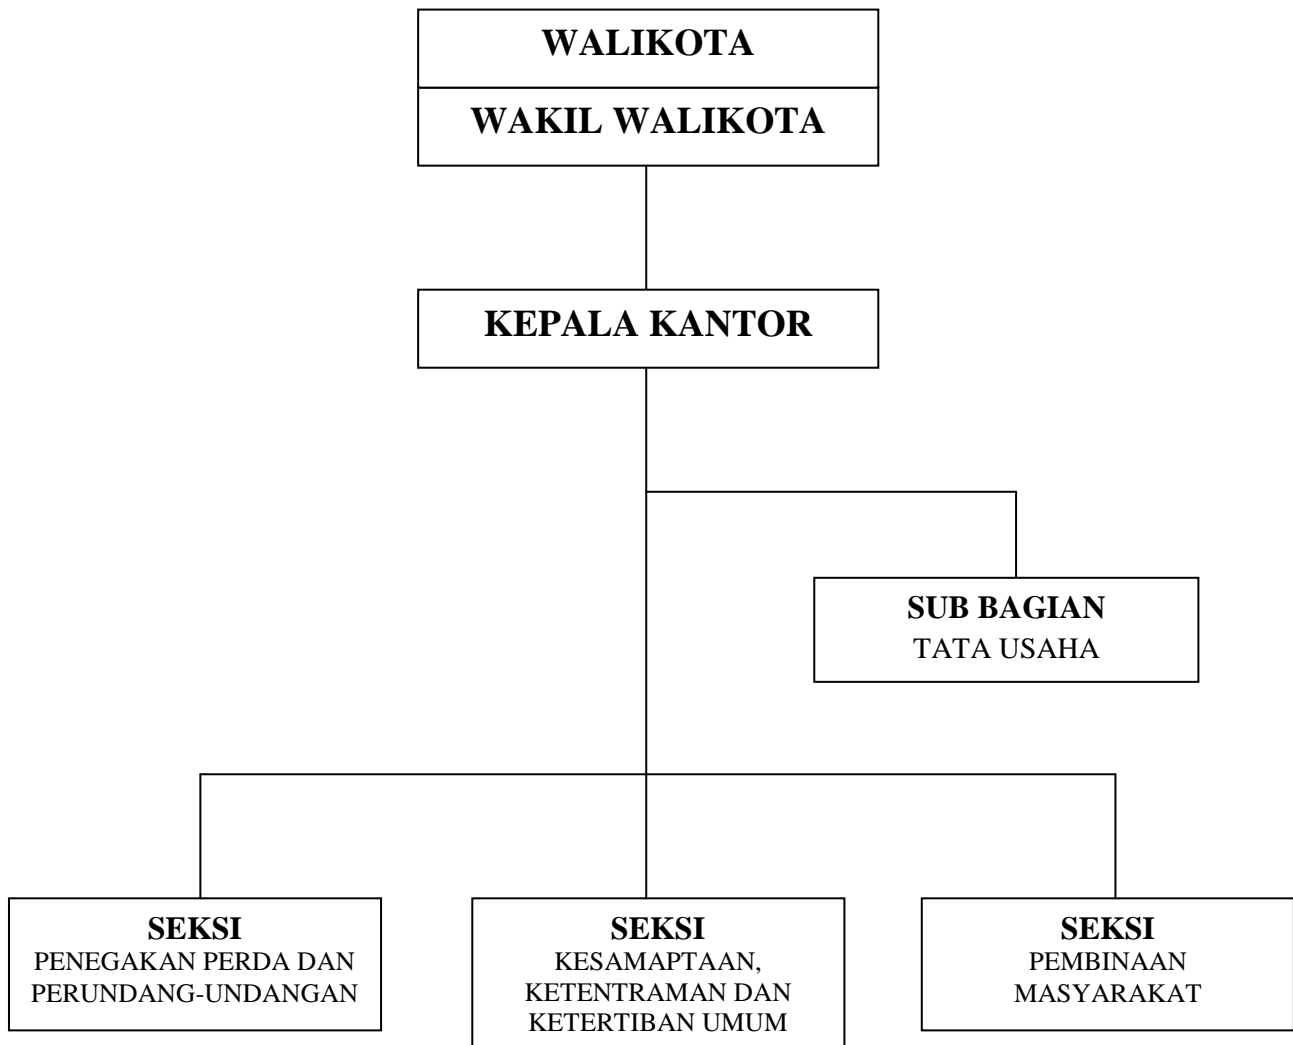 WALIKOTA
WAKIL WALIKOTA
KEPALA KANTOR
SUB BAGIAN
TATA USAHA
SEKSI
PENEGAKAN PERDA DAN
PERUNDANG-UNDANGAN
SEKSI
KESAMAPTAAN,
KETENTRAMAN DAN
KETERTIBAN UMUM
SEKSI
PEMBINAAN
MASYARAKAT